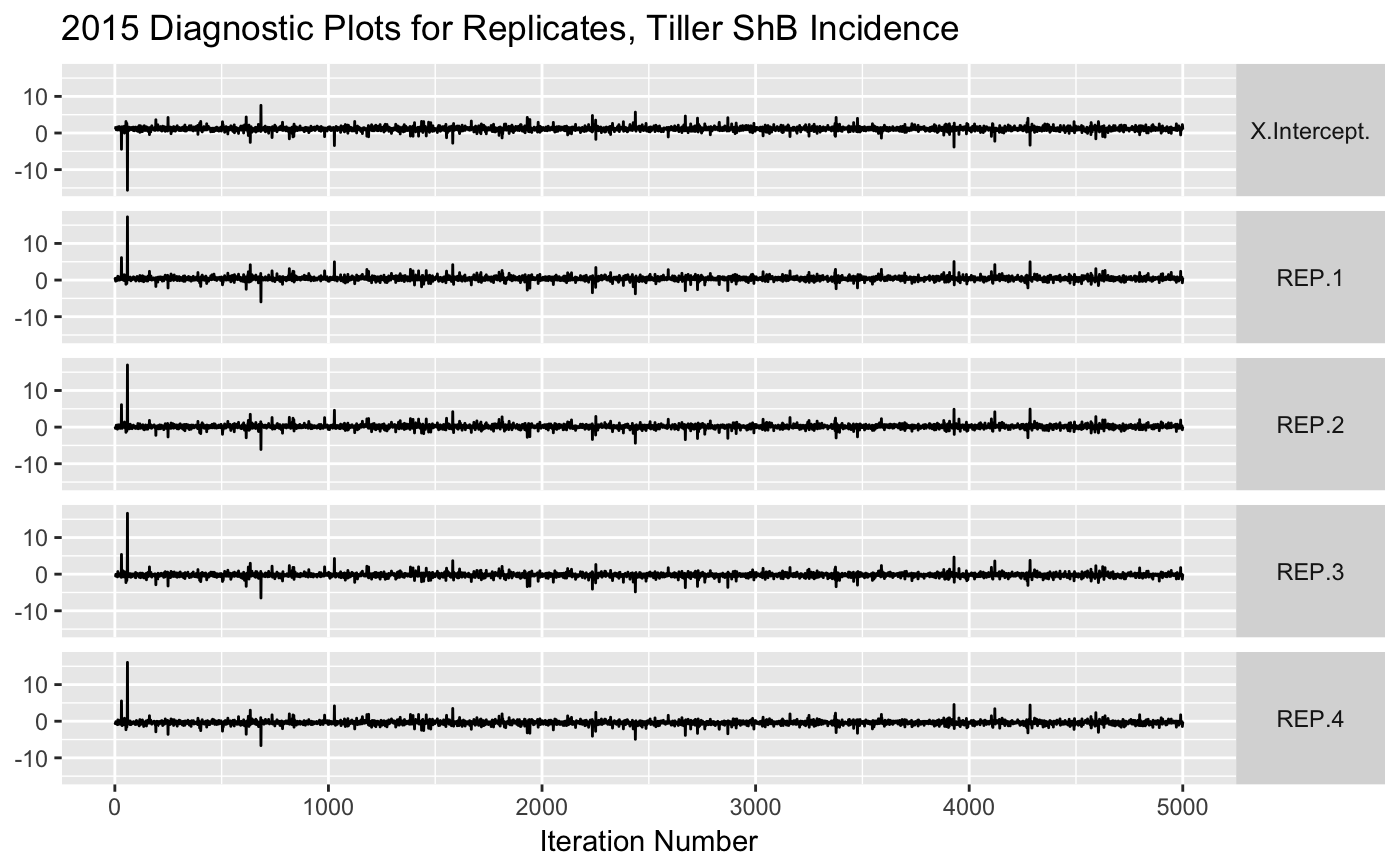 2015 Diagnostic Plots for Replicates, Tiller ShB Incidence
10
0
-10
X.Intercept.
10
0
-10
REP.1
10
0
-10
REP.2
10
0
-10
REP.3
10
0
-10
REP.4
0 1000 2000 3000 4000 5000
Iteration Number